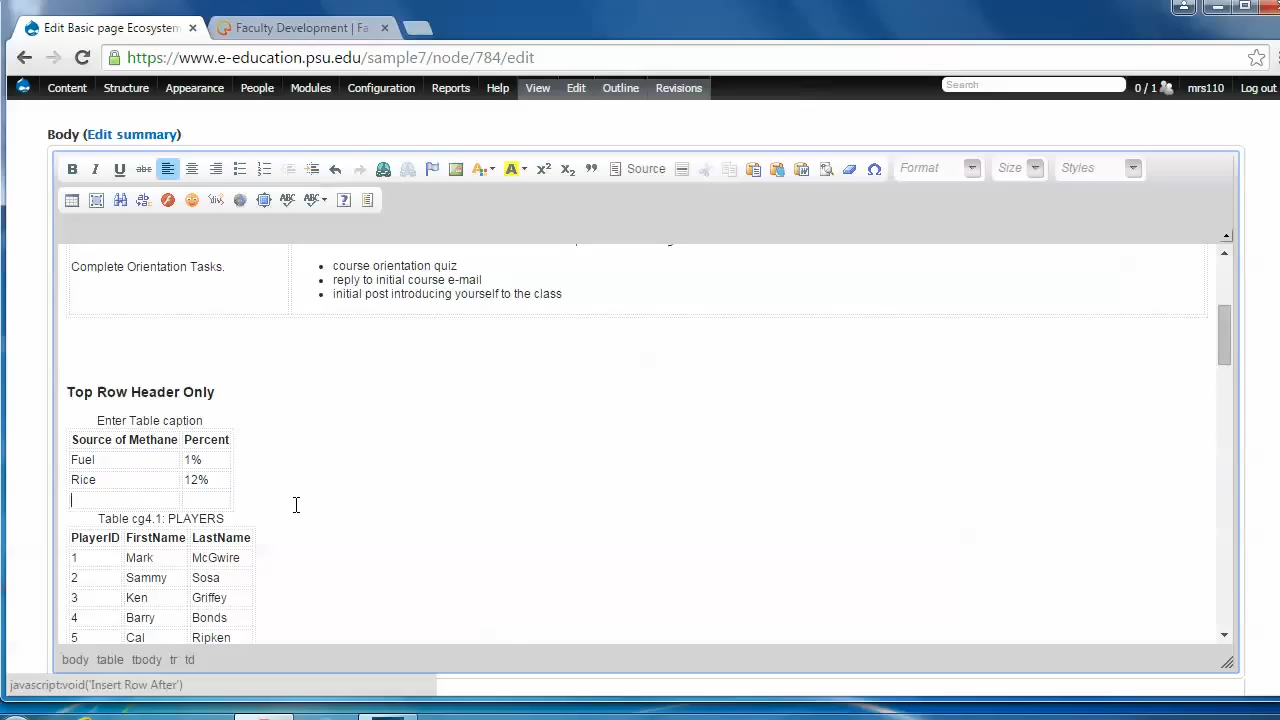 Edit Basic page Ecosystem
Faculty Development | Fa
https://www.e-education.psu.edu/sample7/node/784/edit
Content Structure Appearance People Modules Configuration Reports Help View Edit Outline Revisions Search 0 / 1 mrs110 Log out
Body (Edit summary)
B I U abc A A x² x₂ Source Format Size Styles
ABC ABC ?
Complete Orientation Tasks.
course orientation quiz
reply to initial course e-mail
initial post introducing yourself to the class
Top Row Header Only
Enter Table caption
Source of Methane Percent
Fuel 1%
Rice 12%
Table cg4.1: PLAYERS
PlayerID FirstName LastName
1 Mark McGwire
2 Sammy Sosa
3 Ken Griffey
4 Barry Bonds
5 Cal Ripken
body table tbody tr td
javascript:void('Insert Row After')